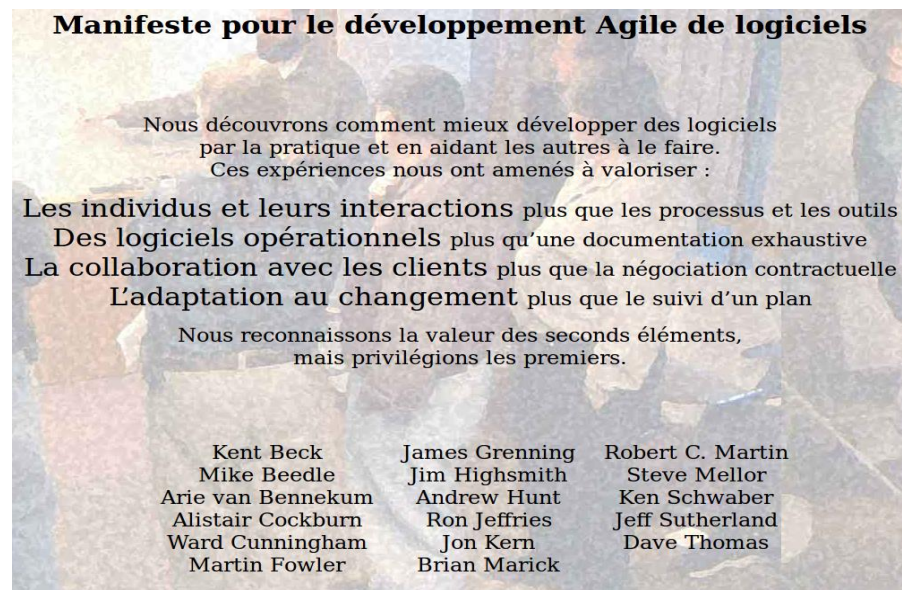 Manifeste pour le développement Agile de logiciels
Nous découvrons comment mieux développer des logiciels
par la pratique et en aidant les autres à le faire.
Ces expériences nous ont amenés à valoriser :
Les individus et leurs interactions plus que les processus et les outils
Des logiciels opérationnels plus qu’une documentation exhaustive
La collaboration avec les clients plus que la négociation contractuelle
L’adaptation au changement plus que le suivi d’un plan
Nous reconnaissons la valeur des seconds éléments,
mais privilégions les premiers.
Kent Beck
Mike Beedle
Arie van Bennekum
Alistair Cockburn
Ward Cunningham
Martin Fowler
James Grenning
Jim Highsmith
Andrew Hunt
Ron Jeffries
Jon Kern
Brian Marick
Robert C. Martin
Steve Mellor
Ken Schwaber
Jeff Sutherland
Dave Thomas